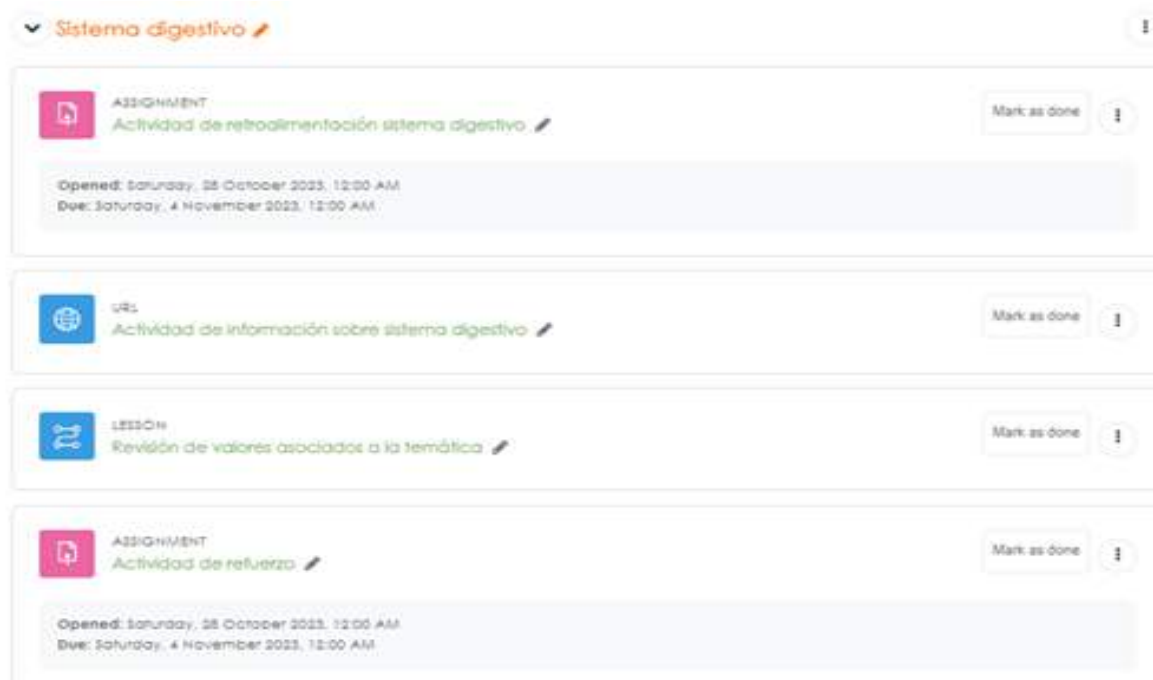 Sistema digestivo
ASSIGNMENT
Actividad de retroalimentación sistema digestivo
Mark as done
Opened: Saturday, 28 October 2023, 12:00 AM
Due: Saturday, 4 November 2023, 12:00 AM
URL
Actividad de información sobre sistema digestivo
Mark as done
LESSON
Revisión de valores asociados a la temática
Mark as done
ASSIGNMENT
Actividad de refuerzo
Mark as done
Opened: Saturday, 28 October 2023, 12:00 AM
Due: Saturday, 4 November 2023, 12:00 AM